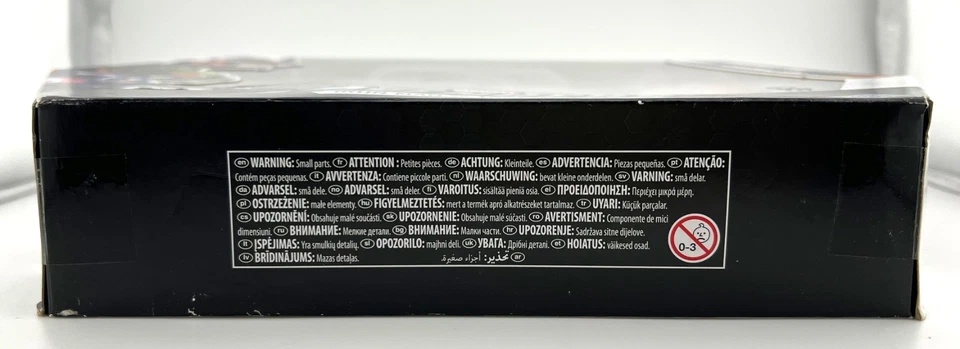 en WARNING: Small parts. fr ATTENTION : Petites pièces. de ACHTUNG: Kleinteile. es ADVERTENCIA: Piezas pequeñas. pt ATENÇÃO:
Contém peças pequenas. it AVVERTENZA: Contiene piccole parti. nl WAARSCHUWING: bevat kleine onderdelen. sv VARNING: små delar.
da ADVARSEL: små dele. no ADVARSEL: små deler. fi VAROITUS: sisältää pieniä osia. el ΠΡΟΕΙΔΟΠΟΙΗΣΗ: Περιέχει μικρά μέρη.
pl OSTRZEŻENIE: małe elementy. hu FIGYELMEZTETÉS: mert a termék apró alkatrészeket tartalmaz. tr UYARI: Küçük parçalar.
cs UPOZORNĚNÍ: Obsahuje malé součásti. sk UPOZORNENIE: Obsahuje malé súčasti. ro AVERTISMENT: Componente de mici
dimensiuni. ru ВНИМАНИЕ: Мелкие детали. bg ВНИМАНИЕ: Малки части. hr UPOZORENJE: Sadržava sitne dijelove.
lt ĮSPĖJIMAS: Yra smulkių detalių. sl OPOZORILO: majhni deli. uk УВАГА: Дрібні деталі. et HOIATUS: väikesed osad.
lv BRĪDINĀJUMS: Mazas detaļas. ar تحذير: أجزاء صغيرة.
0-3